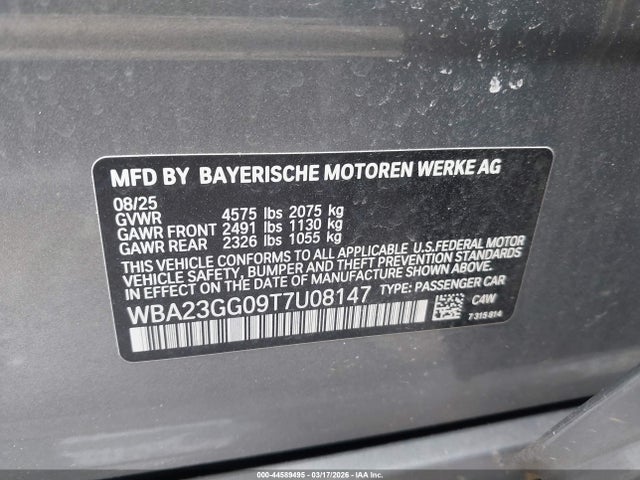 MFD BY BAYERISCHE MOTOREN WERKE AG
08/25
GVWR 4575 lbs 2075 kg
GAWR FRONT 2491 lbs 1130 kg
GAWR REAR 2326 lbs 1055 kg
THIS VEHICLE CONFORMS TO ALL APPLICABLE U.S.FEDERAL MOTOR
VEHICLE SAFETY, BUMPER AND THEFT PREVENTION STANDARDS
IN EFFECT ON THE DATE OF MANUFACTURE SHOWN ABOVE.
WBA23GG09T7U08147 TYPE: PASSENGER CAR
C4W
7315814
000-44589495 - 03/17/2026 - IAA Inc.